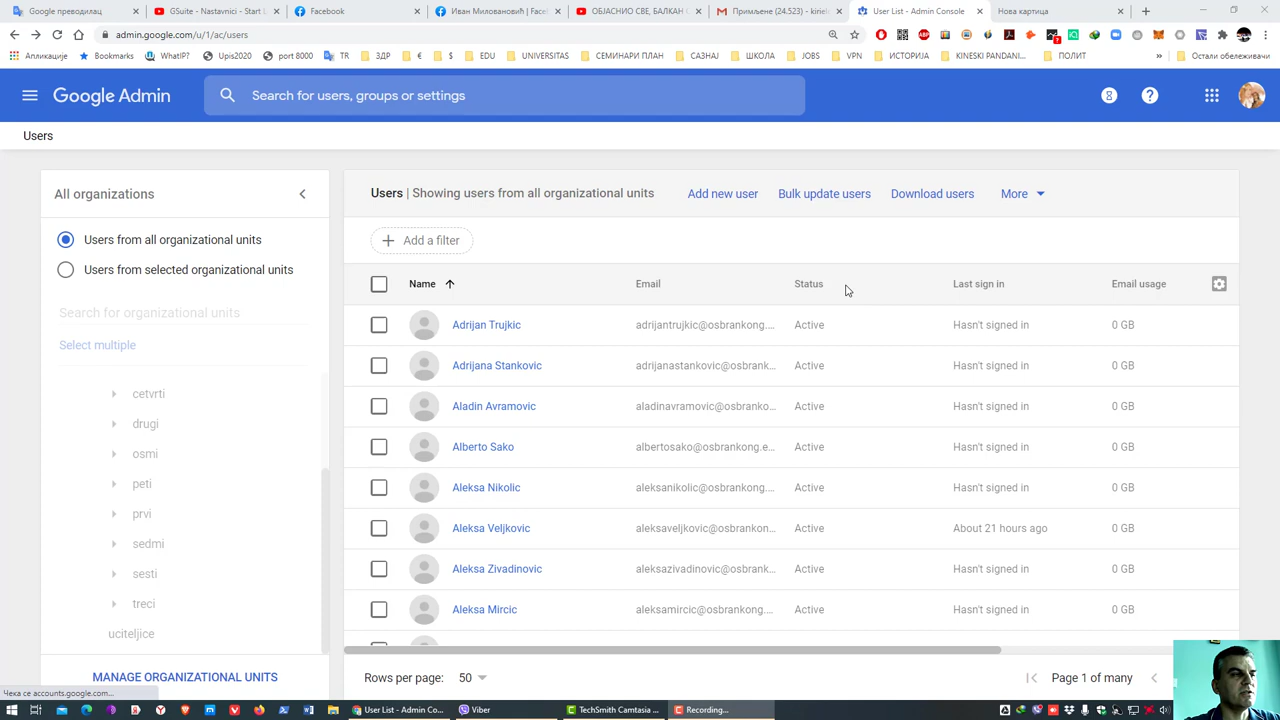 Google преводилац
GSuite - Nastavnici - Start L
Facebook
Иван Миловановић | Face
ОБЈАСНИО СВЕ, БАЛКАН С
Примљене (24.523) - kinek
User List - Admin Console
Нова картица
admin.google.com/u/1/ac/users
Апликације
Bookmarks
WhatIP?
Upis2020
port 8000
TR
ЗДР
€
$
EDU
UNIVERSITAS
СЕМИНАРИ ПЛАН
САЗНАЈ
ШКОЛА
JOBS
VPN
ИСТОРИЈА
KINESKI PANDANI...
ПОЛИТ
»
Остали обележивачи
Google Admin
Search for users, groups or settings
Users
All organizations
Users | Showing users from all organizational units
Add new user
Bulk update users
Download users
More
Users from all organizational units
Add a filter
Users from selected organizational units
Search for organizational units
Select multiple
cetvrti
drugi
osmi
peti
prvi
sedmi
sesti
treci
uciteljice
MANAGE ORGANIZATIONAL UNITS
Name
Email
Status
Last sign in
Email usage
Adrijan Trujkic adrijantrujkic@osbrankong.... Active Hasn't signed in 0 GB
Adrijana Stankovic adrijanastankovic@osbrank... Active Hasn't signed in 0 GB
Aladin Avramovic aladinavramovic@osbranko... Active Hasn't signed in 0 GB
Alberto Sako albertosako@osbrankong.e... Active Hasn't signed in 0 GB
Aleksa Nikolic aleksanikolic@osbrankong.... Active Hasn't signed in 0 GB
Aleksa Veljkovic aleksaveljkovic@osbrankon... Active About 21 hours ago 0 GB
Aleksa Zivadinovic aleksazivadinovic@osbrank... Active Hasn't signed in 0 GB
Aleksa Mircic aleksamircic@osbrankong.... Active Hasn't signed in 0 GB
Rows per page: 50
Page 1 of many
Чека се accounts.google.com...
User List - Admin Co...
Viber
TechSmith Camtasia ...
Recording...